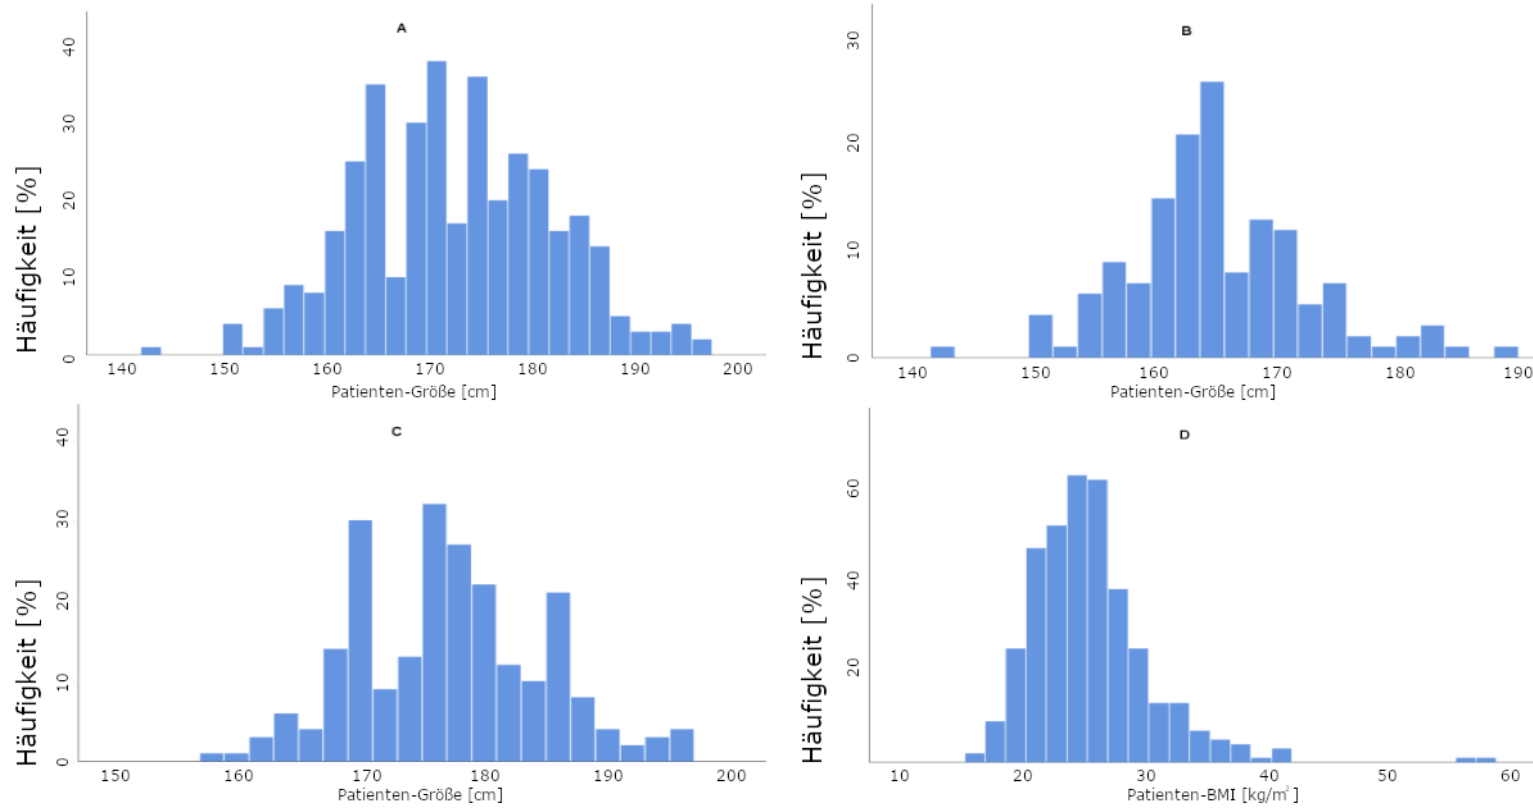 A
Häufigkeit [%]
40
30
20
10
0
140 150 160 170 180 190 200
Patienten-Größe [cm]
B
Häufigkeit [%]
30
20
10
0
140 150 160 170 180 190
Patienten-Größe [cm]
C
Häufigkeit [%]
40
30
20
10
0
150 160 170 180 190 200
Patienten-Größe [cm]
D
Häufigkeit [%]
60
40
20
10 20 30 40 50 60
Patienten-BMI [kg/m²]